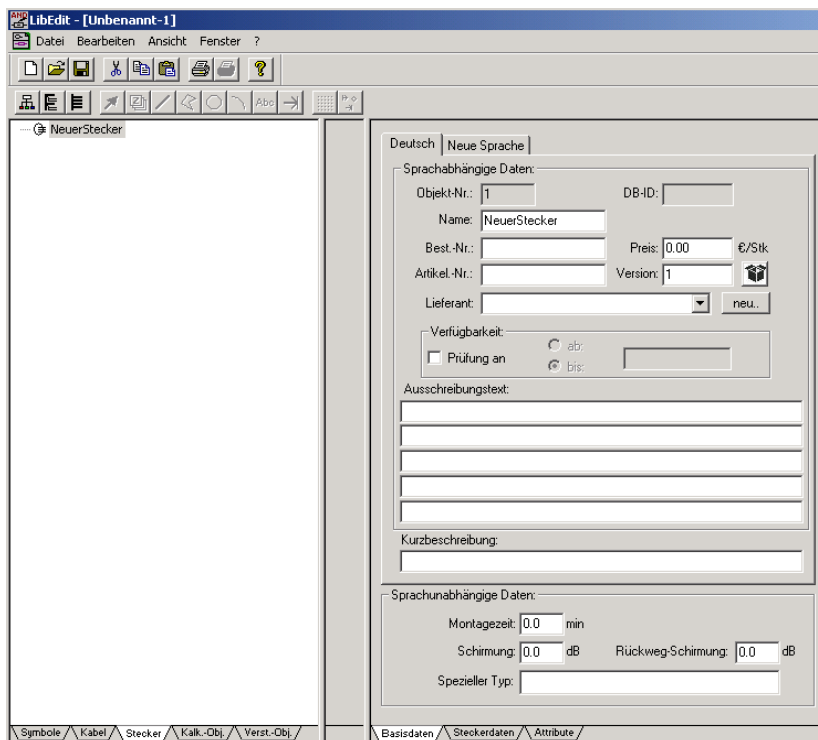 LibEdit - [Unbenannt-1]
Datei Bearbeiten Ansicht Fenster ?
Abc
NeuerStecker
Deutsch Neue Sprache
Sprachabhängige Daten:
Objekt-Nr.: 1 DB-ID:
Name: NeuerStecker
Best.-Nr.: Preis: 0.00 €/Stk
Artikel.-Nr.: Version: 1
Lieferant: neu..
Verfügbarkeit:
Prüfung an ab:
bis:
Ausschreibungstext:
Kurzbeschreibung:
Sprachunabhängige Daten:
Montagezeit: 0.0 min
Schirmung: 0.0 dB Rückweg-Schirmung: 0.0 dB
Spezieller Typ:
Symbole Kabel Stecker Kalk.-Obj. Verst.-Obj. Basisdaten Steckerdaten Attribute